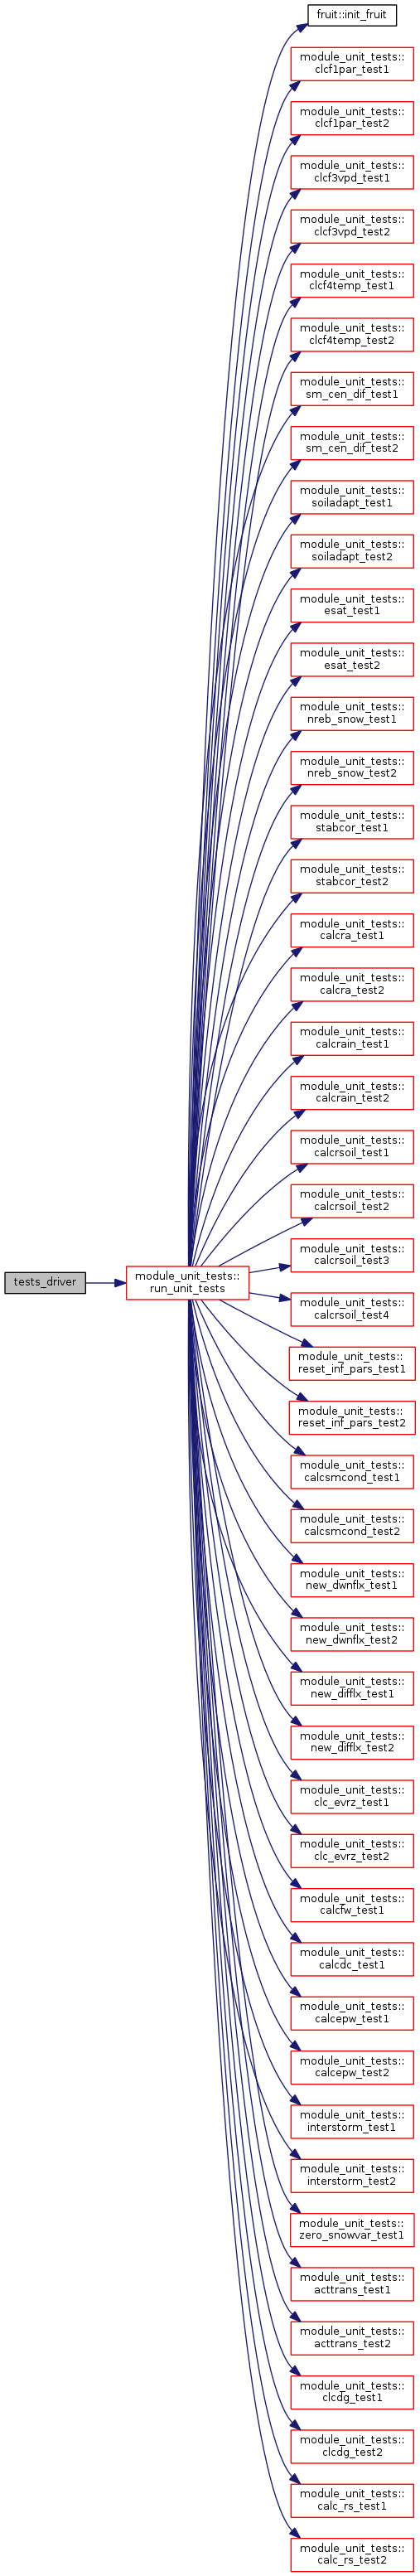 fruit::init_fruit
module_unit_tests::
clcf1par_test1
module_unit_tests::
clcf1par_test2
module_unit_tests::
clcf3vpd_test1
module_unit_tests::
clcf3vpd_test2
module_unit_tests::
clcf4temp_test1
module_unit_tests::
clcf4temp_test2
module_unit_tests::
sm_cen_dif_test1
module_unit_tests::
sm_cen_dif_test2
module_unit_tests::
soiladapt_test1
module_unit_tests::
soiladapt_test2
module_unit_tests::
esat_test1
module_unit_tests::
esat_test2
module_unit_tests::
nreb_snow_test1
module_unit_tests::
nreb_snow_test2
module_unit_tests::
stabcor_test1
module_unit_tests::
stabcor_test2
module_unit_tests::
calcra_test1
module_unit_tests::
calcra_test2
module_unit_tests::
calcrain_test1
module_unit_tests::
calcrain_test2
module_unit_tests::
calcrsoil_test1
module_unit_tests::
calcrsoil_test2
tests_driver
module_unit_tests::
run_unit_tests
module_unit_tests::
calcrsoil_test3
module_unit_tests::
calcrsoil_test4
module_unit_tests::
reset_inf_pars_test1
module_unit_tests::
reset_inf_pars_test2
module_unit_tests::
calcsmcond_test1
module_unit_tests::
calcsmcond_test2
module_unit_tests::
new_dwnflx_test1
module_unit_tests::
new_dwnflx_test2
module_unit_tests::
new_difflx_test1
module_unit_tests::
new_difflx_test2
module_unit_tests::
clc_evrz_test1
module_unit_tests::
clc_evrz_test2
module_unit_tests::
calcfw_test1
module_unit_tests::
calcdc_test1
module_unit_tests::
calcepw_test1
module_unit_tests::
calcepw_test2
module_unit_tests::
interstorm_test1
module_unit_tests::
interstorm_test2
module_unit_tests::
zero_snowvar_test1
module_unit_tests::
acttrans_test1
module_unit_tests::
acttrans_test2
module_unit_tests::
clcdg_test1
module_unit_tests::
clcdg_test2
module_unit_tests::
calc_rs_test1
module_unit_tests::
calc_rs_test2